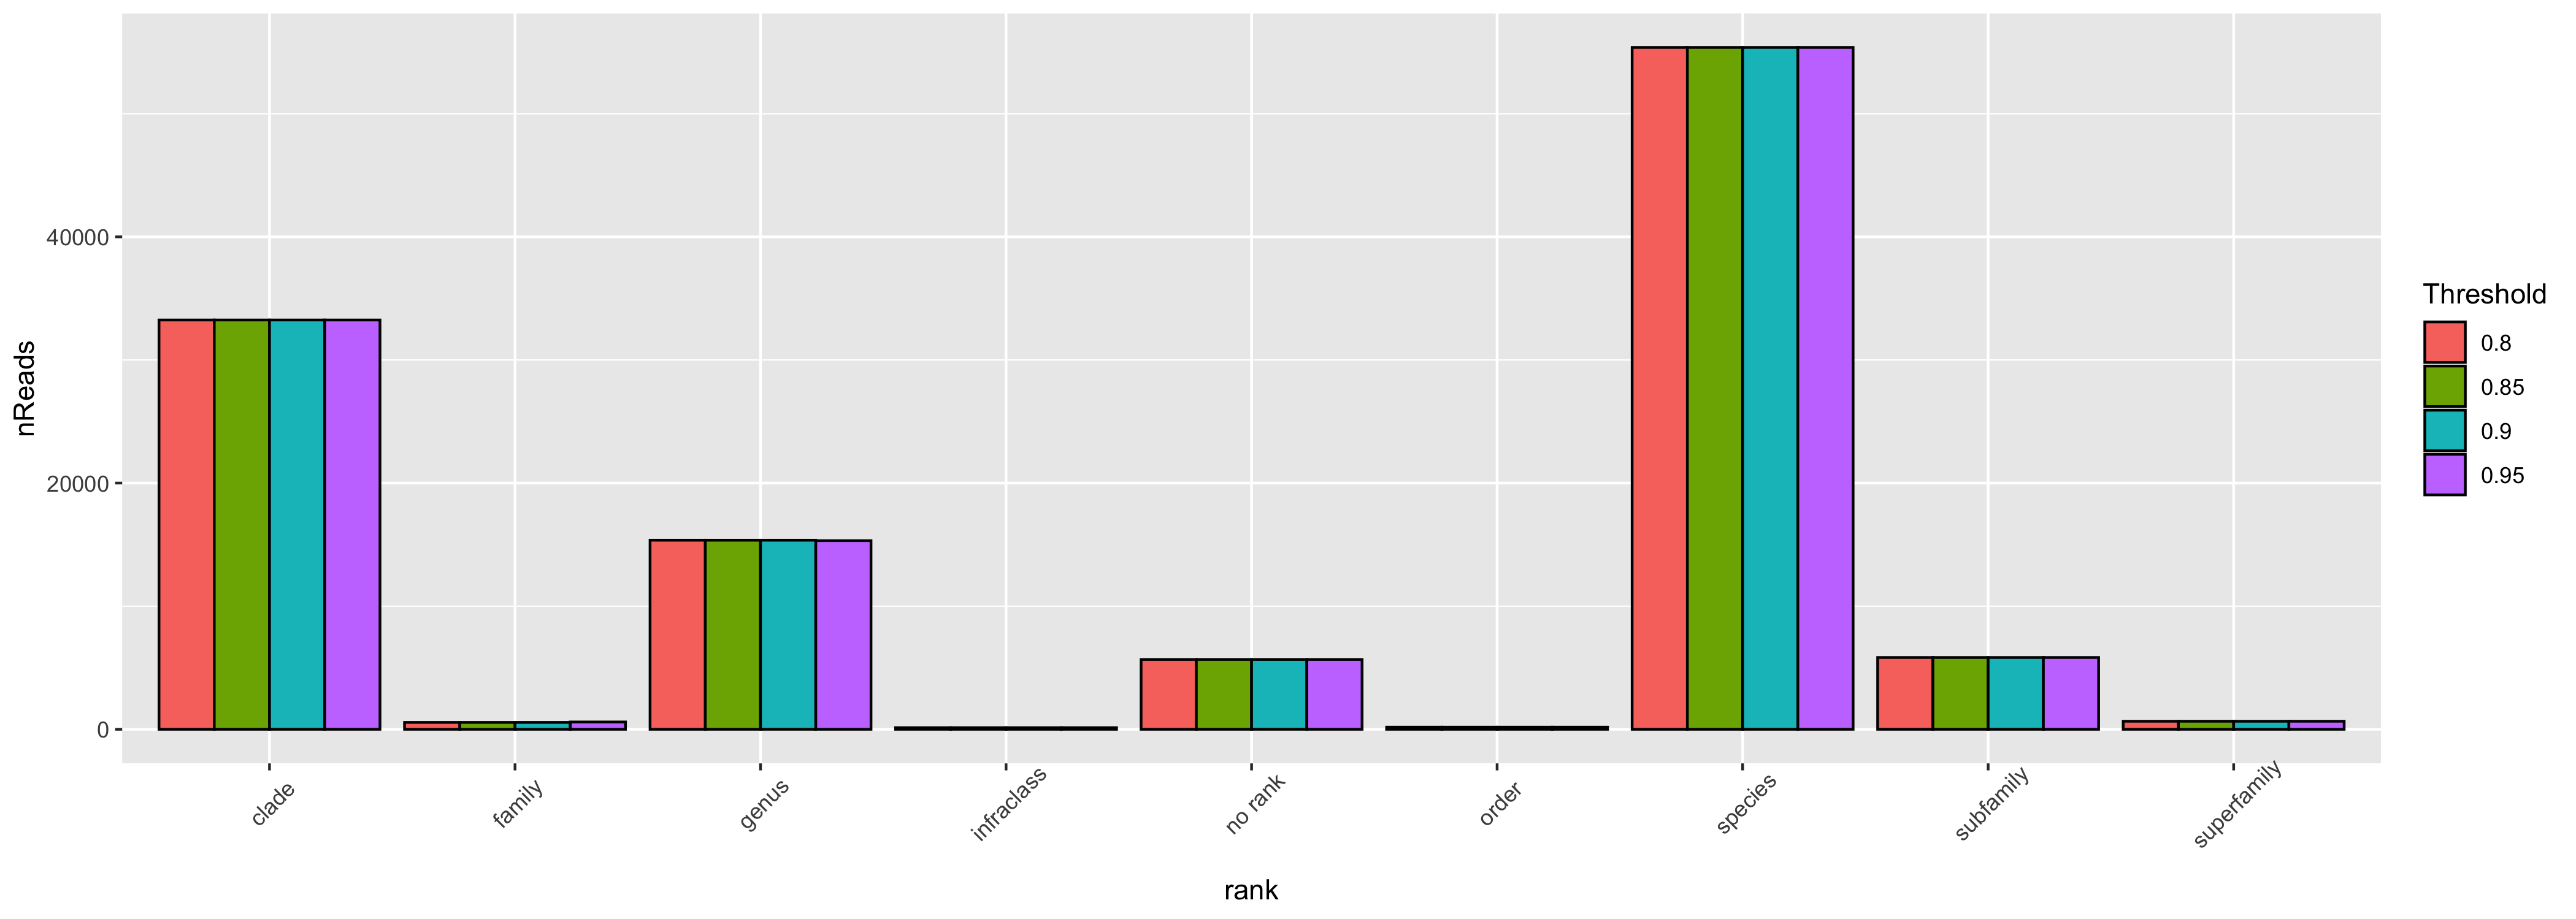 nReads
40000
20000
0
clade
family
genus
infraclass
no rank
order
species
subfamily
superfamily
rank
Threshold
0.8
0.85
0.9
0.95